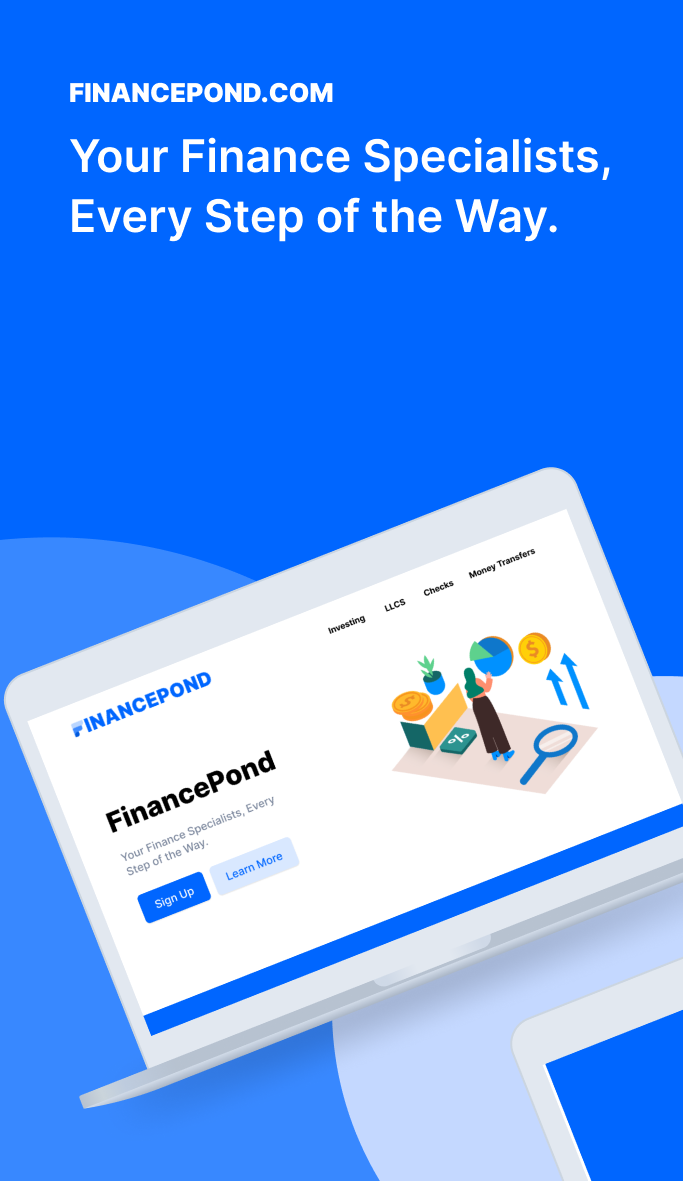 FINANCEPOND.COM
Your Finance Specialists,
Every Step of the Way.
Investing
LLCS
Checks
Money Transfers
FINANCEPOND
FinancePond
Your Finance Specialists, Every
Step of the Way.
Sign Up
Learn More
$
$
%